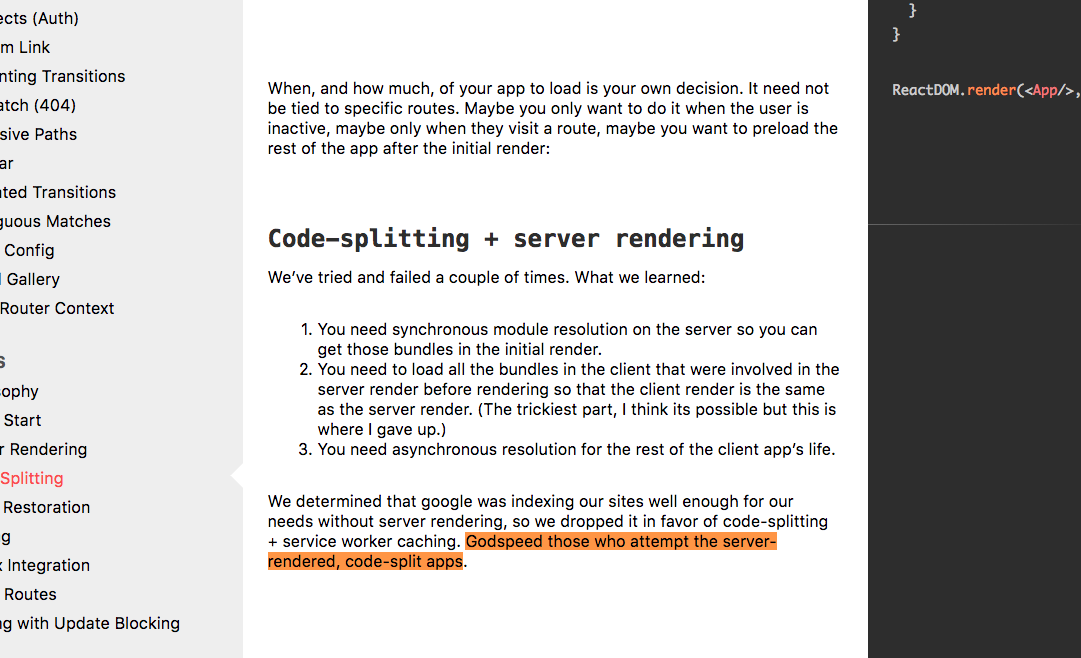 ects (Auth)
m Link
nting Transitions
atch (404)
sive Paths
ar
ated Transitions
guous Matches
Config
Gallery
Router Context
s
sophy
Start
r Rendering
Splitting
Restoration
g
x Integration
Routes
ng with Update Blocking
When, and how much, of your app to load is your own decision. It need not
be tied to specific routes. Maybe you only want to do it when the user is
inactive, maybe only when they visit a route, maybe you want to preload the
rest of the app after the initial render:
Code-splitting + server rendering
We’ve tried and failed a couple of times. What we learned:
1. You need synchronous module resolution on the server so you can
get those bundles in the initial render.
2. You need to load all the bundles in the client that were involved in the
server render before rendering so that the client render is the same
as the server render. (The trickiest part, I think its possible but this is
where I gave up.)
3. You need asynchronous resolution for the rest of the client app’s life.
We determined that google was indexing our sites well enough for our
needs without server rendering, so we dropped it in favor of code-splitting
+ service worker caching. Godspeed those who attempt the server-
rendered, code-split apps.
}
}
ReactDOM.render(<App/>,